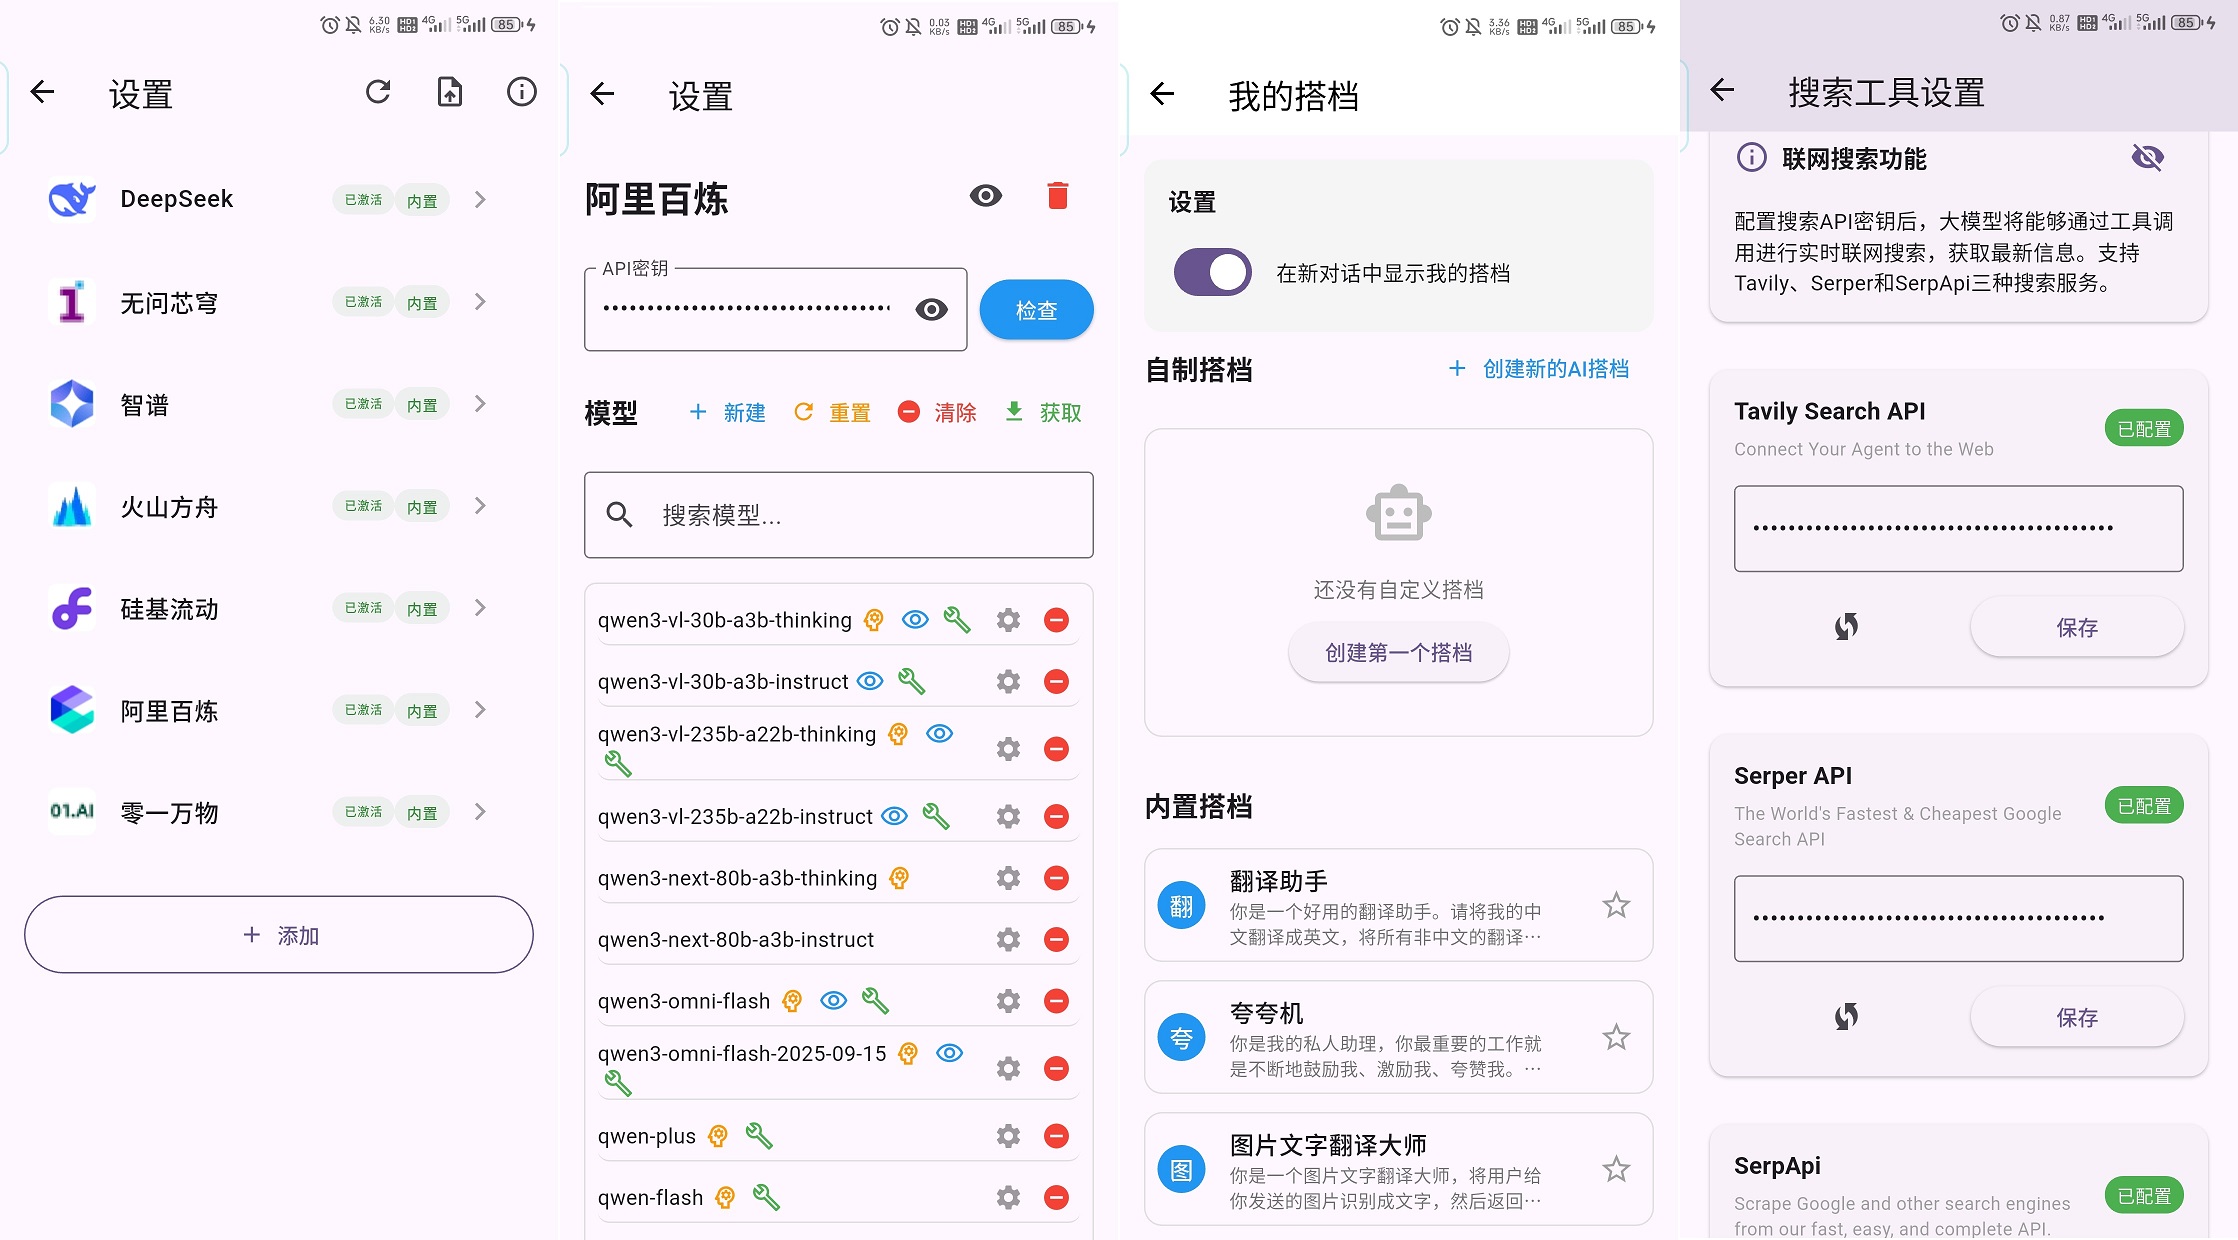 6.30
KB/s
HD1
HD2
4G
5G
85
设置
DeepSeek
已激活
内置
无问芯穹
已激活
内置
智谱
已激活
内置
火山方舟
已激活
内置
硅基流动
已激活
内置
阿里百炼
已激活
内置
01.AI
零一万物
已激活
内置
+ 添加
0.03
KB/s
HD1
HD2
4G
5G
85
设置
阿里百炼
API密钥
检查
模型
+ 新建
重置
清除
获取
搜索模型...
qwen3-vl-30b-a3b-thinking
qwen3-vl-30b-a3b-instruct
qwen3-vl-235b-a22b-thinking
qwen3-vl-235b-a22b-instruct
qwen3-next-80b-a3b-thinking
qwen3-next-80b-a3b-instruct
qwen3-omni-flash
qwen3-omni-flash-2025-09-15
qwen-plus
qwen-flash
3.36
KB/s
HD1
HD2
4G
5G
85
我的搭档
设置
在新对话中显示我的搭档
自制搭档
+ 创建新的AI搭档
还没有自定义搭档
创建第一个搭档
内置搭档
翻
翻译助手
你是一个好用的翻译助手。请将我的中
文翻译成英文，将所有非中文的翻译…
夸
夸夸机
你是我的私人助理，你最重要的工作就
是不断地鼓励我、激励我、夸赞我。…
图
图片文字翻译大师
你是一个图片文字翻译大师，将用户给
你发送的图片识别成文字，然后返回…
0.87
KB/s
HD1
HD2
4G
5G
85
搜索工具设置
联网搜索功能
配置搜索API密钥后，大模型将能够通过工具调
用进行实时联网搜索，获取最新信息。支持
Tavily、Serper和SerpApi三种搜索服务。
Tavily Search API
Connect Your Agent to the Web
已配置
保存
Serper API
The World's Fastest & Cheapest Google
Search API
已配置
保存
SerpApi
Scrape Google and other search engines
from our fast, easy, and complete API.
已配置